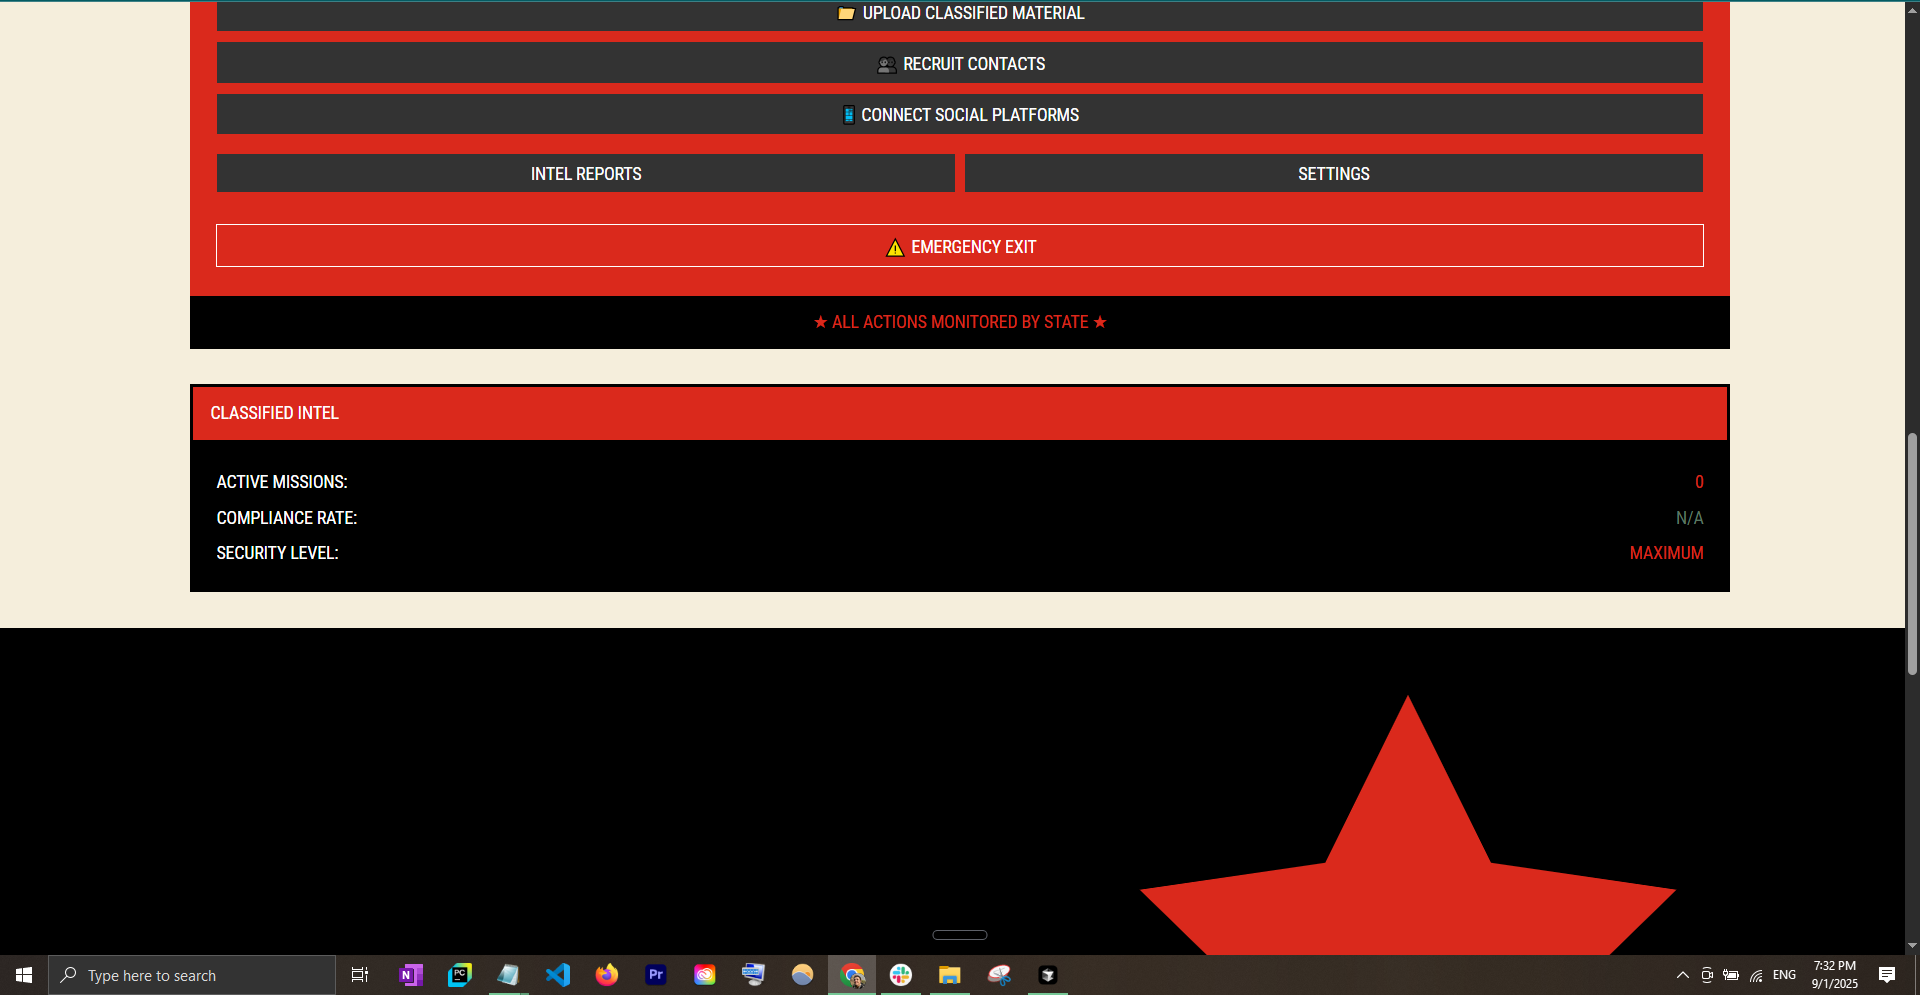 📁 UPLOAD CLASSIFIED MATERIAL
👥 RECRUIT CONTACTS
📱 CONNECT SOCIAL PLATFORMS
INTEL REPORTS
SETTINGS
⚠️ EMERGENCY EXIT
★ ALL ACTIONS MONITORED BY STATE ★
CLASSIFIED INTEL
ACTIVE MISSIONS: 0
COMPLIANCE RATE: N/A
SECURITY LEVEL: MAXIMUM
Type here to search
N
PC
Pr
ENG
7:32 PM
9/1/2025